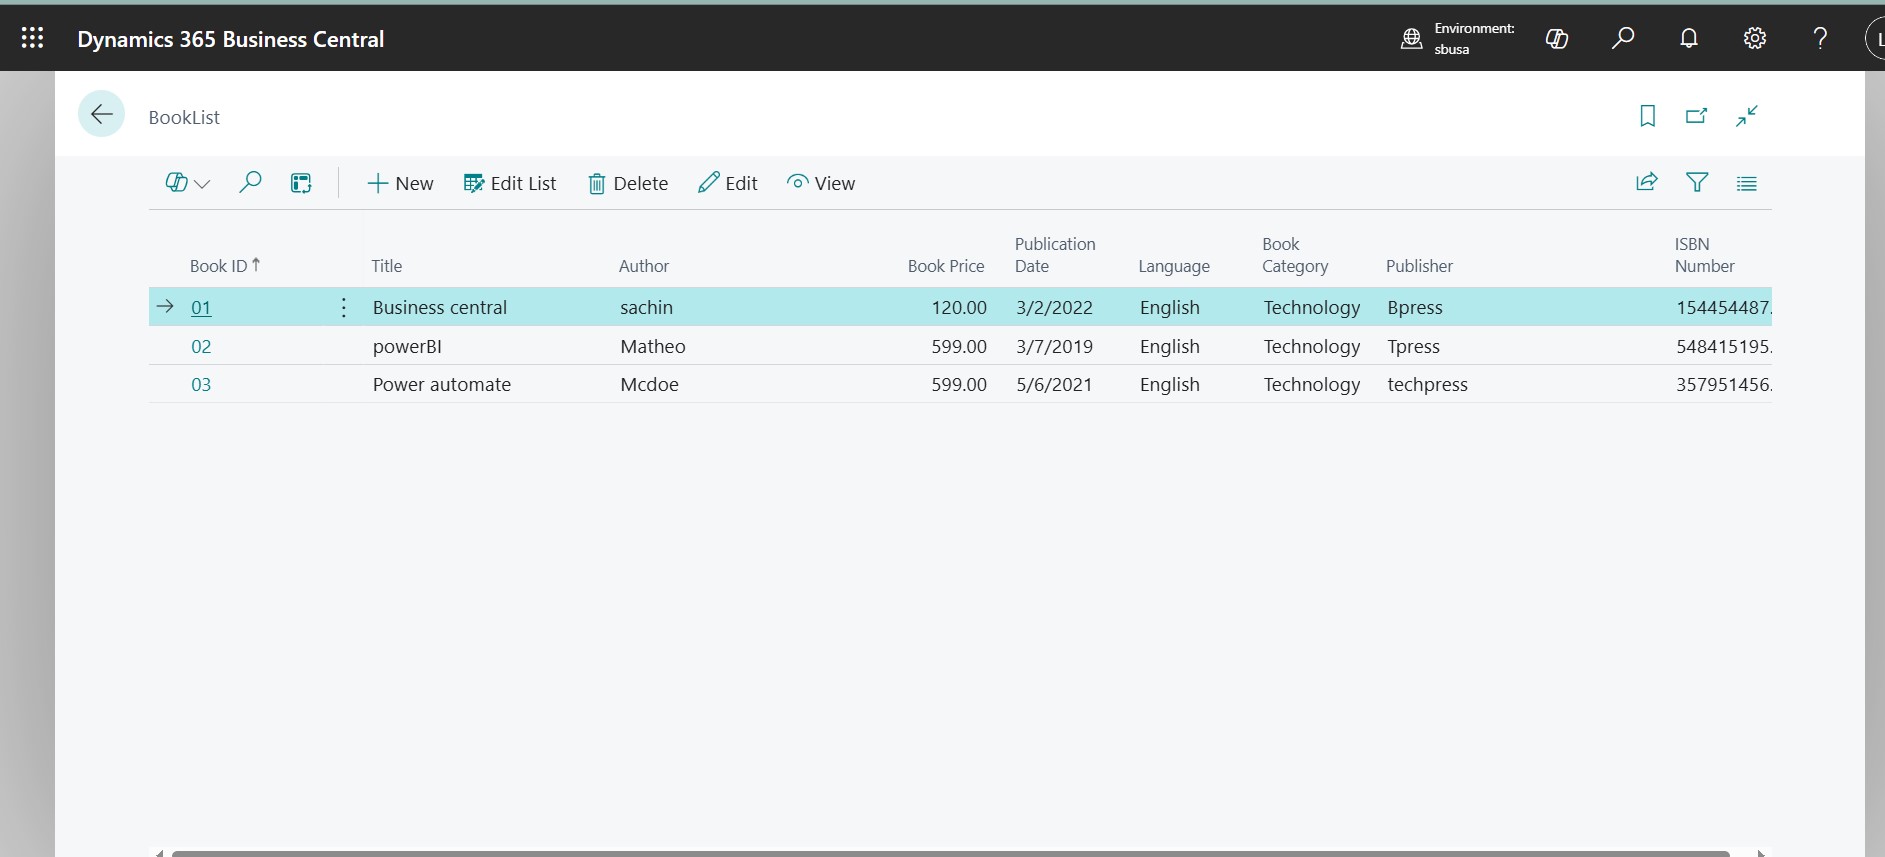 Dynamics 365 Business Central
Environment:
sbusa
BookList
New
Edit List
Delete
Edit
View
Book ID↑ Title Author Book Price Publication Date Language Book Category Publisher ISBN Number
01 Business central sachin 120.00 3/2/2022 English Technology Bpress 154454487.
02 powerBI Matheo 599.00 3/7/2019 English Technology Tpress 548415195.
03 Power automate Mcdoe 599.00 5/6/2021 English Technology techpress 357951456.